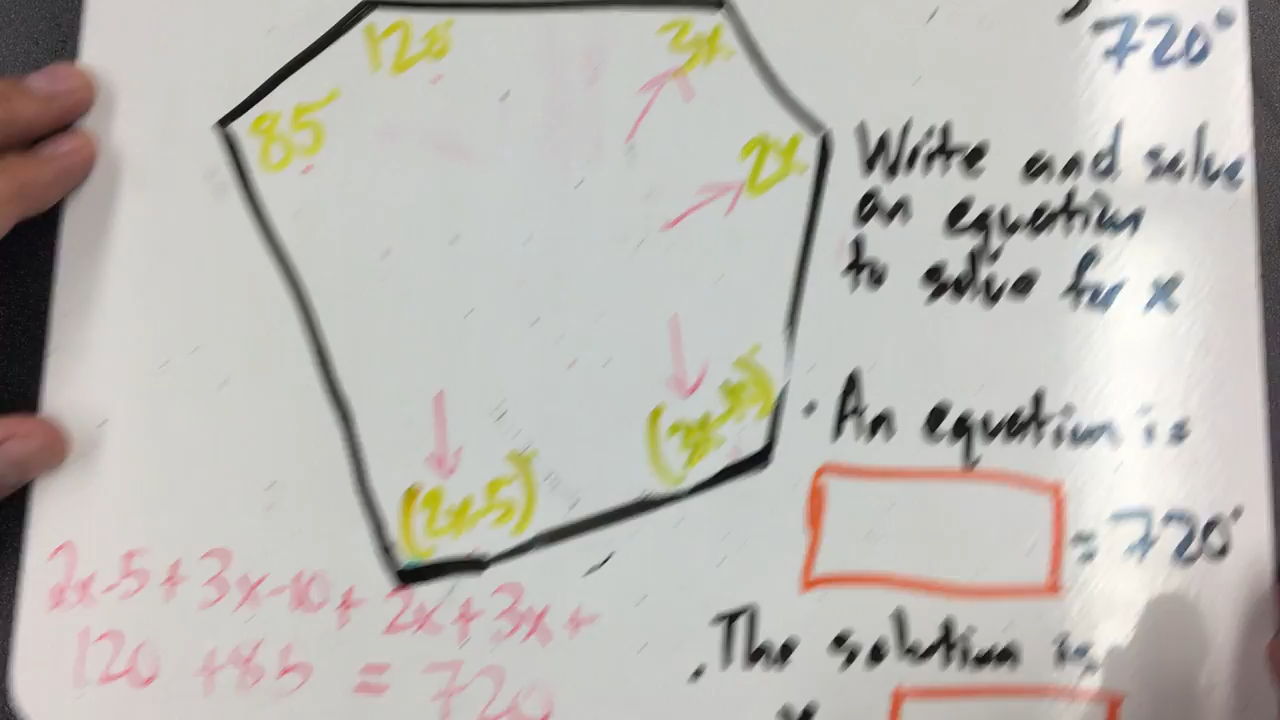 120
3x
720°
85
2x
Write and solve
an equation
to solve for x
(3x-10)°
(2x-5)°
• An equation is
= 720°
2x-5+3x-10+2x+3x+
120 +85 = 720
. The solution is
x